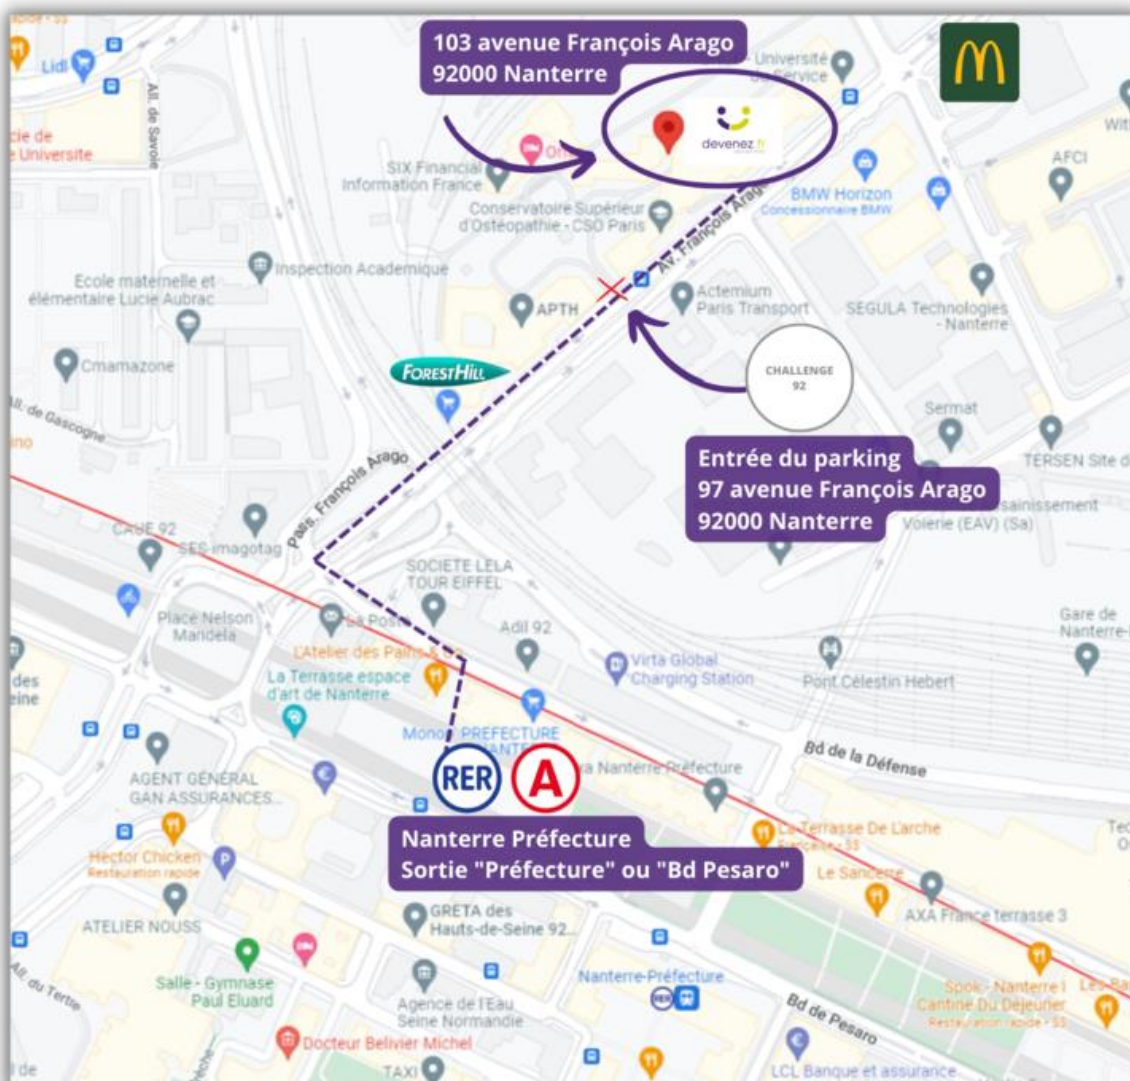 103 avenue François Arago
92000 Nanterre
Lidl
All. de Savoie
cie de
e Universite
Université
Service
devenez.fr
SIX Financial
Information France
Conservatoire Supérieur
d'Ostéopathie - CSO Paris
BMW Horizon
Concessionnaire BMW
AFCI
Av. François Arago
Inspection Académique
Ecole maternelle et
élémentaire Lucie Aubrac
APTH
Actemium
Paris Transport
SEGULA Technologies
- Nanterre
Cmamazone
FORESTHILL
CHALLENGE
92
All. de Gascogne
Sermat
Entrée du parking
97 avenue François Arago
92000 Nanterre
TERSEN Site d
sainissement
Voierie (EAV) (Sa)
Pass. François Arago
CAUE 92
SES-imagotag
SOCIETE LELA
TOUR EIFFEL
Place Nelson
Mandela
La Poste
Adil 92
Gare de
Nanterre-
L'Atelier des Pains & Co
La Terrasse espace
d'art de Nanterre
Virta Global
Charging Station
Pont Célestin Hebert
des
eine
PREFECTURE
Bd de la Défense
RER A
Nanterre-Préfecture
AGENT GÉNÉRAL
GAN ASSURANCES...
P
Nanterre Préfecture
Sortie "Préfecture" ou "Bd Pesaro"
La Terrasse De L'arche
Française - $$
Hector Chicken
Restauration rapide
Le Sancerre
ATELIER NOUSS
GRETA des
Hauts-de-Seine 92...
AXA France terrasse 3
Salle - Gymnase
Paul Eluard
Nanterre-Préfecture
RER
All. du Tertre
Agence de l'Eau
Seine Normandie
Bd de Pesaro
Spok - Nanterre |
Cantine Du Déjeuner
Restauration rapide - $$
Docteur Belivier Michel
TAXI
LCL Banque et assurance